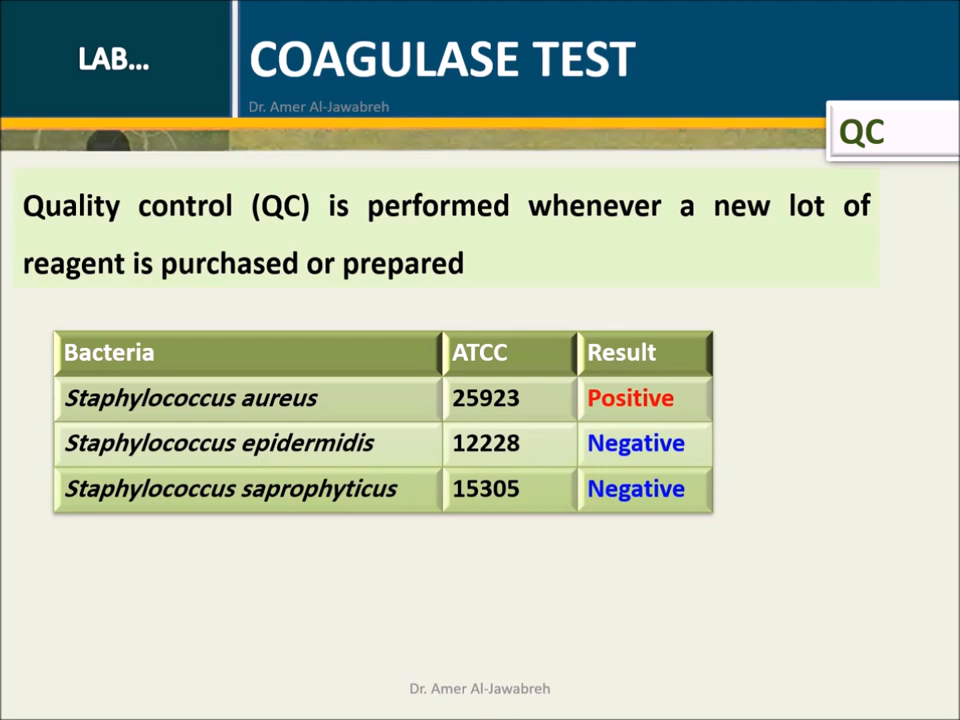 LAB...
COAGULASE TEST
Dr. Amer Al-Jawabreh
QC
Quality control (QC) is performed whenever a new lot of
reagent is purchased or prepared
Bacteria ATCC Result
Staphylococcus aureus 25923 Positive
Staphylococcus epidermidis 12228 Negative
Staphylococcus saprophyticus 15305 Negative
Dr. Amer Al-Jawabreh